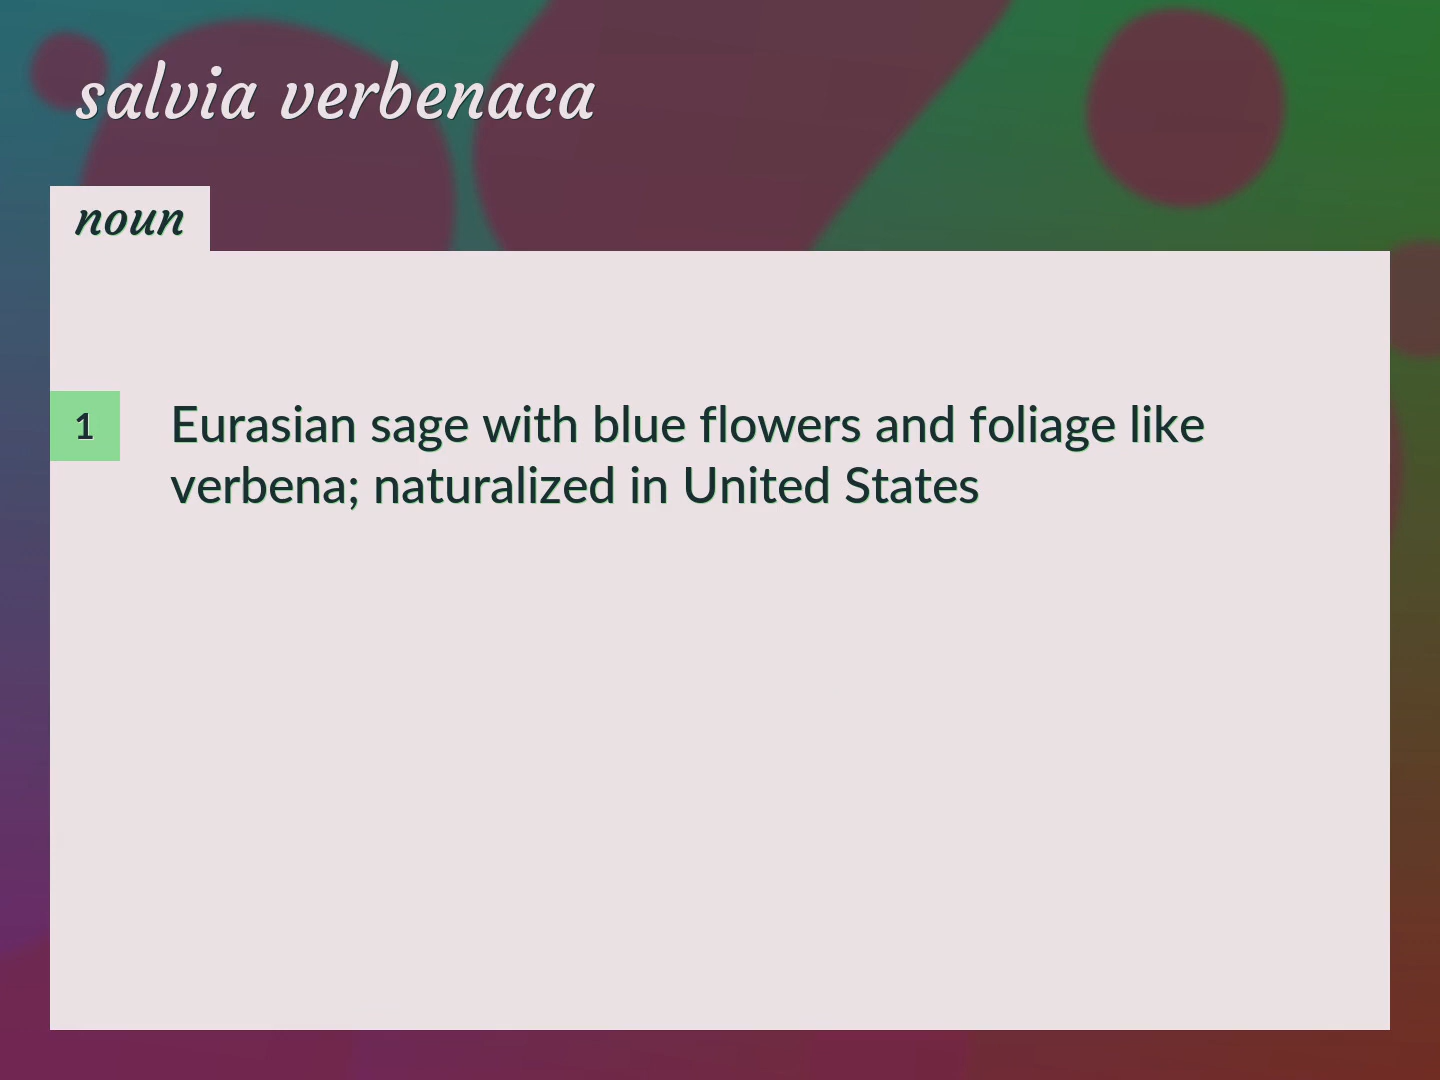 salvia verbenaca
noun
1
Eurasian sage with blue flowers and foliage like
verbena; naturalized in United States